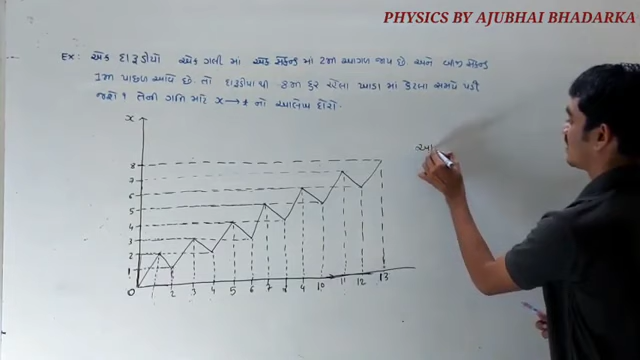 PHYSICS BY AJUBHAI BHADARKA
Ex: એક દારૂડીયો એક ગલી માં એક સેકન્ડ માં 2m આગળ જાય છે. અને બીજી સેકન્ડે
1m પાછળ આવે છે. તો દારૂડીયાથી 8m દુર રહેલા ખાડા માં કેટલા સમયે પડી
જશે? તેની ગતિ માટે x → t નો આલેખ દોરો.
x
8
7
6
5
4
3
2
1
0 1 2 3 4 5 6 7 8 9 10 11 12 13